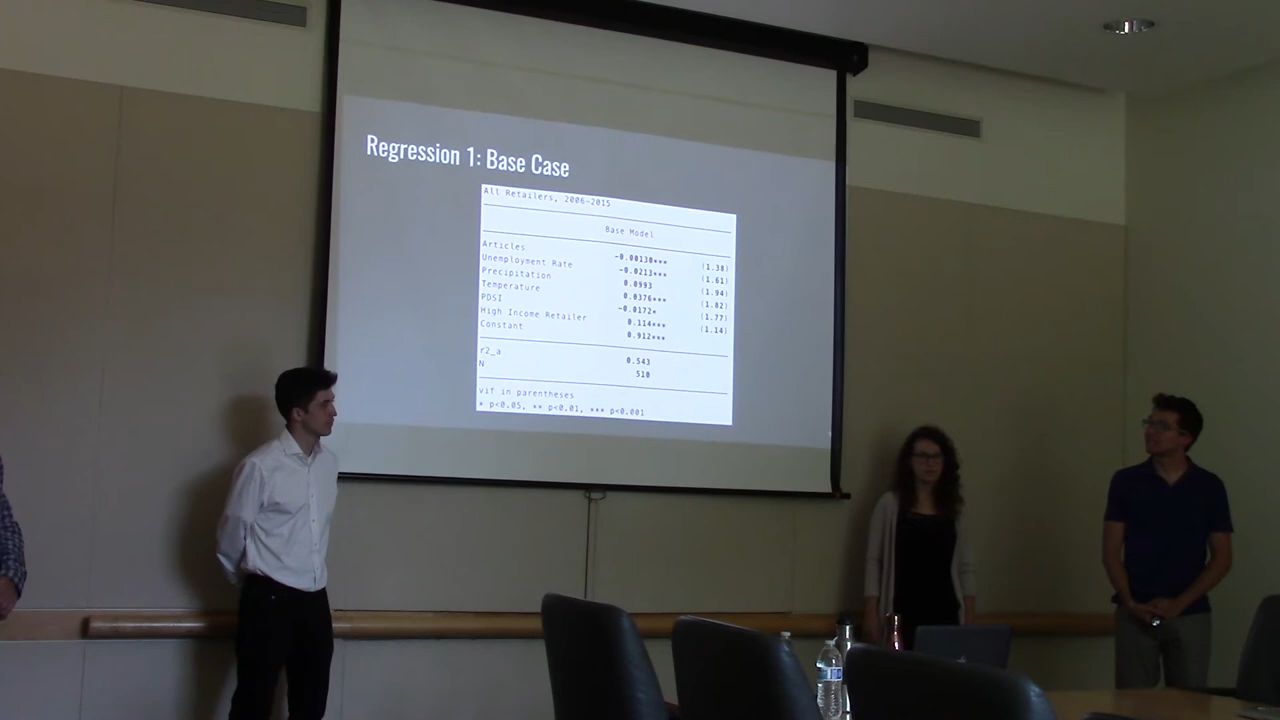 Regression 1: Base Case
All Retailers, 2006-2015
Base Model
Articles -0.00130*** (1.38)
Unemployment Rate -0.0213*** (1.61)
Precipitation 0.0993 (1.94)
Temperature 0.0376*** (1.82)
PDSI -0.0172* (1.77)
High Income Retailer 0.114*** (1.14)
Constant 0.912***
r2_a 0.543
N 510
vif in parentheses
* p<0.05, ** p<0.01, *** p<0.001